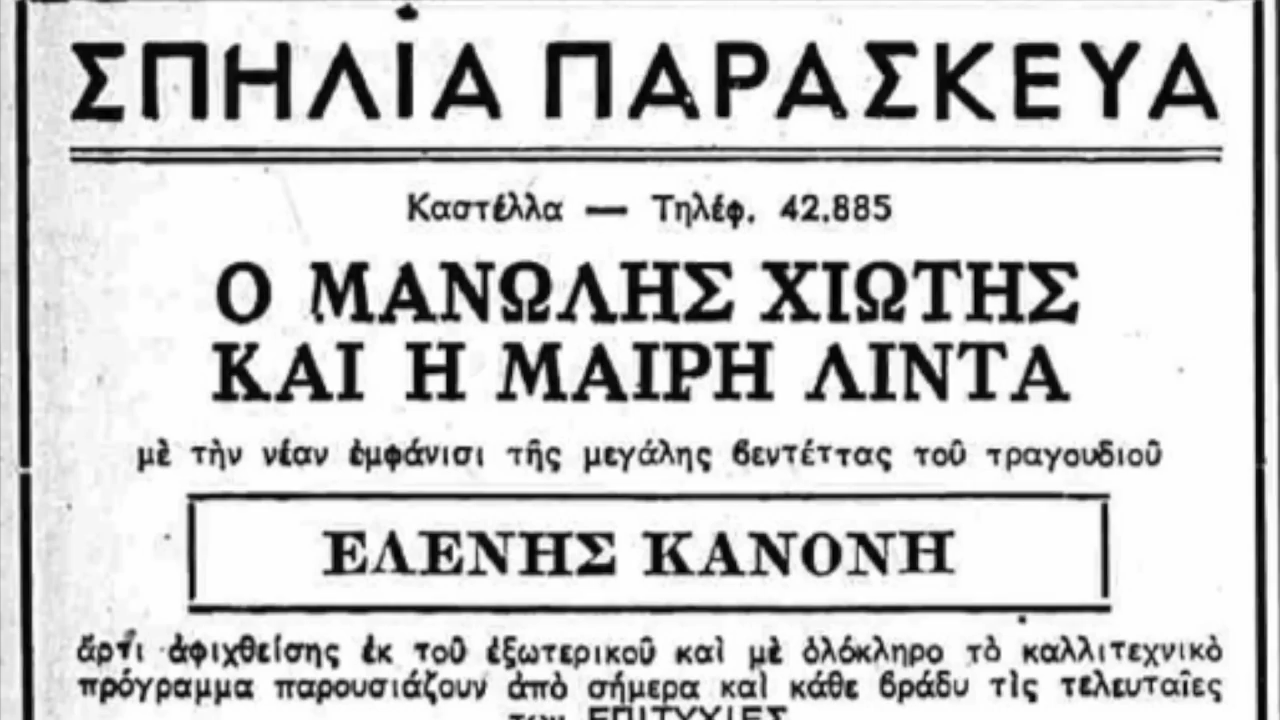 ΣΠΗΛΙΑ ΠΑΡΑΣΚΕΥΑ
Καστέλλα — Τηλέφ. 42.885
Ο ΜΑΝΩΛΗΣ ΧΙΩΤΗΣ
ΚΑΙ Η ΜΑΙΡΗ ΛΙΝΤΑ
μὲ τὴν νέαν ἐμφάνισι τῆς μεγάλης βεντέττας τοῦ τραγουδιοῦ
ΕΛΕΝΗΣ ΚΑΝΟΝΗ
ἄρτι ἀφιχθείσης ἐκ τοῦ ἐξωτερικοῦ καὶ μὲ ὁλόκληρο τὸ καλλιτεχνικὸ
πρόγραμμα παρουσιάζουν ἀπὸ σήμερα καὶ κάθε βράδυ τὶς τελευταῖες
των ΕΠΙΤΥΧΙΕΣ